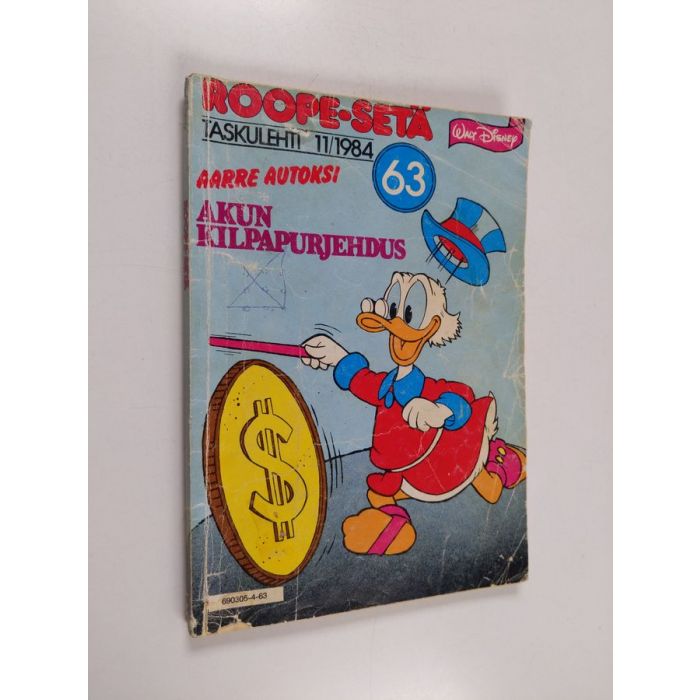 ROOPE-SETÄ
TASKULEHTI 11/1984
WALT DISNEY
63
AARRE AUTOKSI
AKUN
KILPAPURJEHDUS
$
690305-4-63